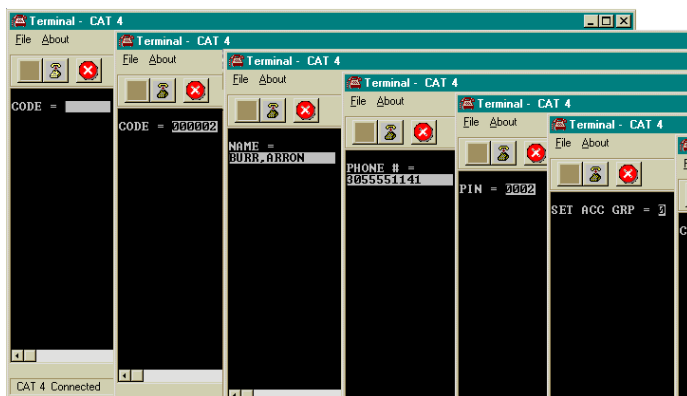 Terminal - CAT 4
File About
CODE =
CAT 4 Connected
Terminal - CAT 4
File About
CODE = 000002
Terminal - CAT 4
File About
NAME =
BURR,ARRON
Terminal - CAT 4
File About
PHONE # =
3055551141
Terminal - CAT 4
File About
PIN = 0002
Terminal - CAT 4
File About
SET ACC GRP = 0